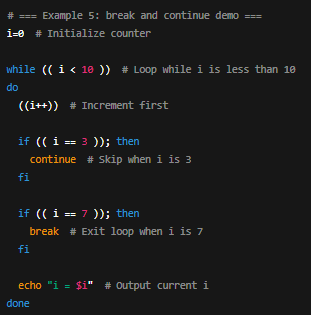 # === Example 5: break and continue demo ===
i=0  # Initialize counter
while (( i < 10 ))  # Loop while i is less than 10
do
  ((i++))  # Increment first
  if (( i == 3 )); then
    continue  # Skip when i is 3
  fi
  if (( i == 7 )); then
    break  # Exit loop when i is 7
  fi
  echo "i = $i"  # Output current i
done